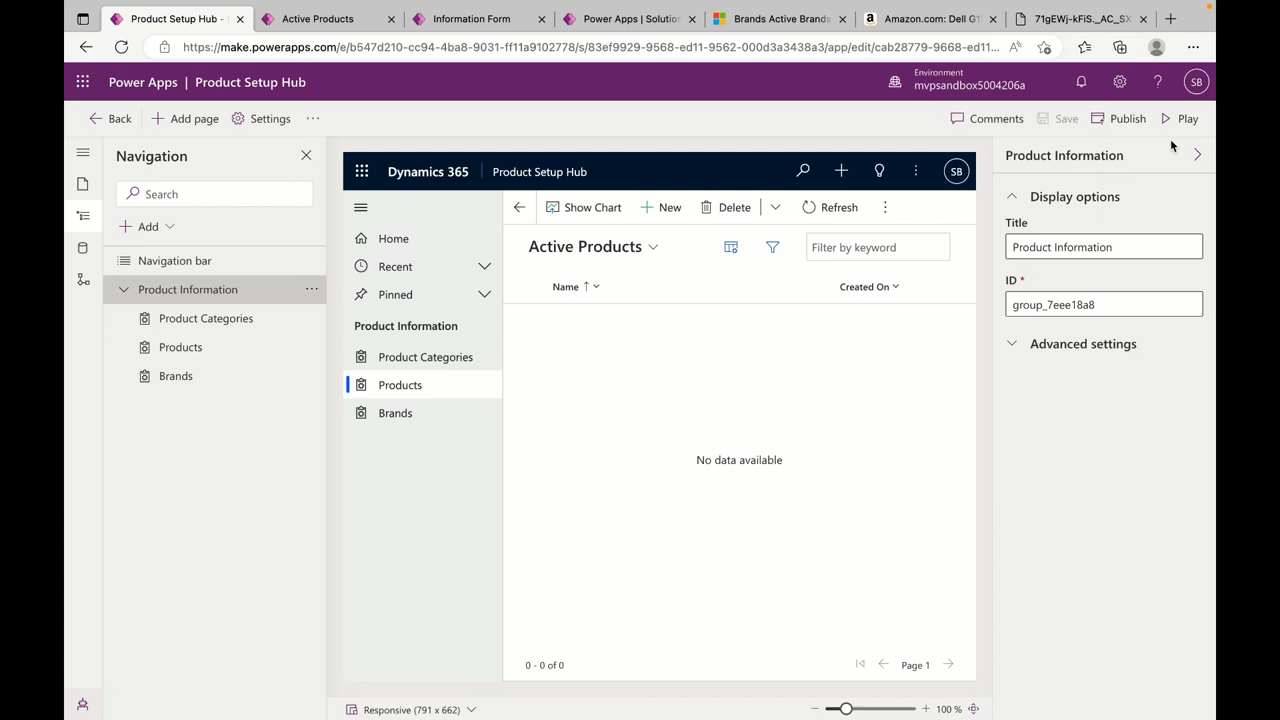 Product Setup Hub -
Active Products
Information Form
Power Apps | Solution
Brands Active Brands
Amazon.com: Dell G1
71gEWj-kFiS._AC_SX
https://make.powerapps.com/e/b547d210-cc94-4ba8-9031-ff11a9102778/s/83ef9929-9568-ed11-9562-000d3a3438a3/app/edit/cab28779-9668-ed11...
Power Apps | Product Setup Hub
Environment
mvpsandbox5004206a
SB
Back
Add page
Settings
Comments
Save
Publish
Play
Navigation
Search
Add
Navigation bar
Product Information
Product Categories
Products
Brands
Dynamics 365
Product Setup Hub
SB
Show Chart
New
Delete
Refresh
Home
Recent
Pinned
Product Information
Product Categories
Products
Brands
Active Products
Filter by keyword
Name
Created On
No data available
0 - 0 of 0
Page 1
Responsive (791 x 662)
100 %
Product Information
Display options
Title
Product Information
ID *
group_7eee18a8
Advanced settings